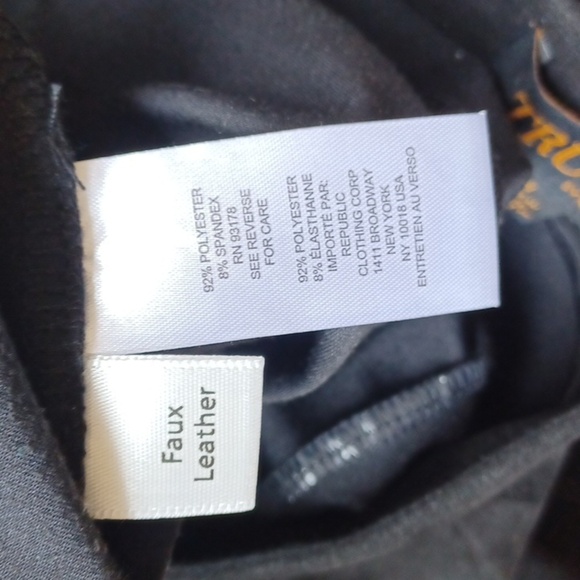 92% POLYESTER
8% SPANDEX
RN 93178
SEE REVERSE
FOR CARE
92% POLYESTER
8% ÉLASTHANNE
IMPORTÉ PAR:
REPUBLIC
CLOTHING CORP
1411 BROADWAY
NEW YORK
NY 10018 USA
ENTRETIEN AU VERSO
Faux
Leather